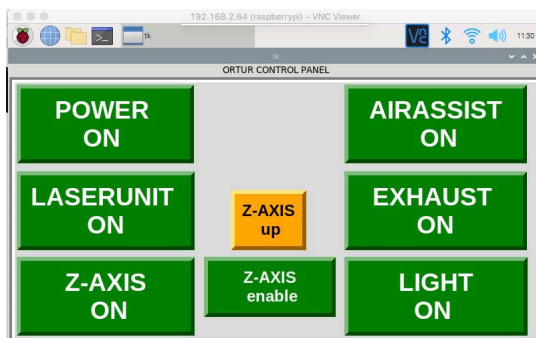 192.168.2.64 (raspberrypi) – VNC Viewer
tk
11:30
tk
ORTUR CONTROL PANEL
POWER
ON
AIRASSIST
ON
LASERUNIT
ON
Z-AXIS
up
EXHAUST
ON
Z-AXIS
ON
Z-AXIS
enable
LIGHT
ON